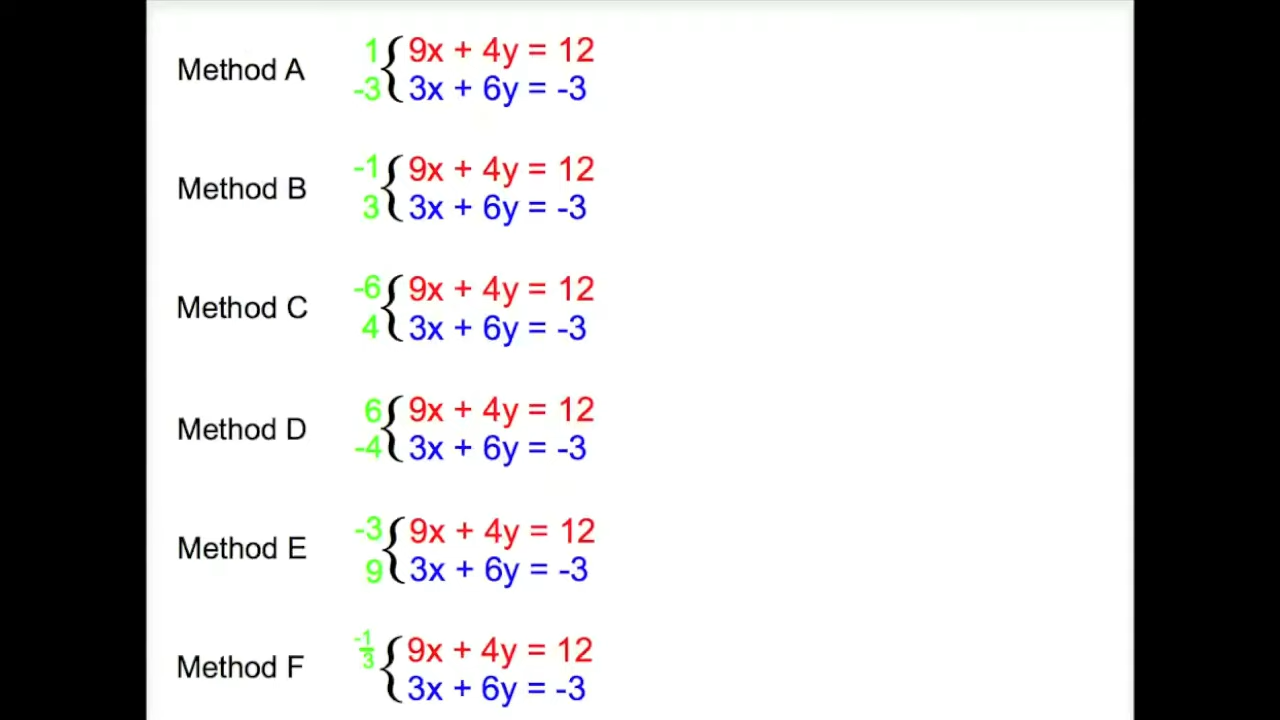 Method A 1 { 9x + 4y = 12
-3 3x + 6y = -3
Method B -1 { 9x + 4y = 12
3 3x + 6y = -3
Method C -6 { 9x + 4y = 12
4 3x + 6y = -3
Method D 6 { 9x + 4y = 12
-4 3x + 6y = -3
Method E -3 { 9x + 4y = 12
9 3x + 6y = -3
Method F -1/3 { 9x + 4y = 12
3x + 6y = -3